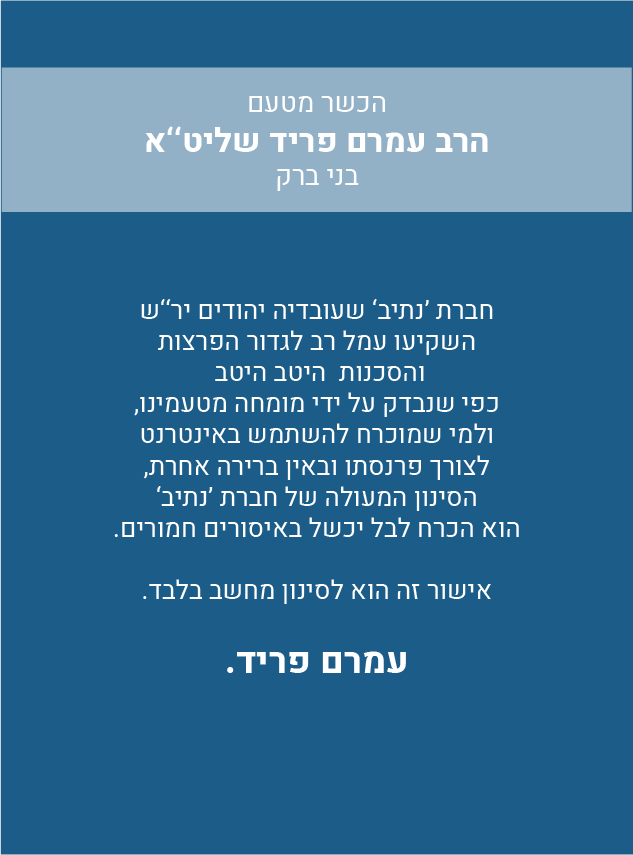 הכשר מטעם
הרב עמרם פריד שליט“א
בני ברק
חברת ’נתיב‘ שעובדיה יהודים יר“ש
השקיעו עמל רב לגדור הפרצות
והסכנות  היטב היטב
כפי שנבדק על ידי מומחה מטעמינו,
ולמי שמוכרח להשתמש באינטרנט
לצורך פרנסתו ובאין ברירה אחרת,
הסינון המעולה של חברת ’נתיב‘
הוא הכרח לבל יכשל באיסורים חמורים.
אישור זה הוא לסינון מחשב בלבד.
עמרם פריד.